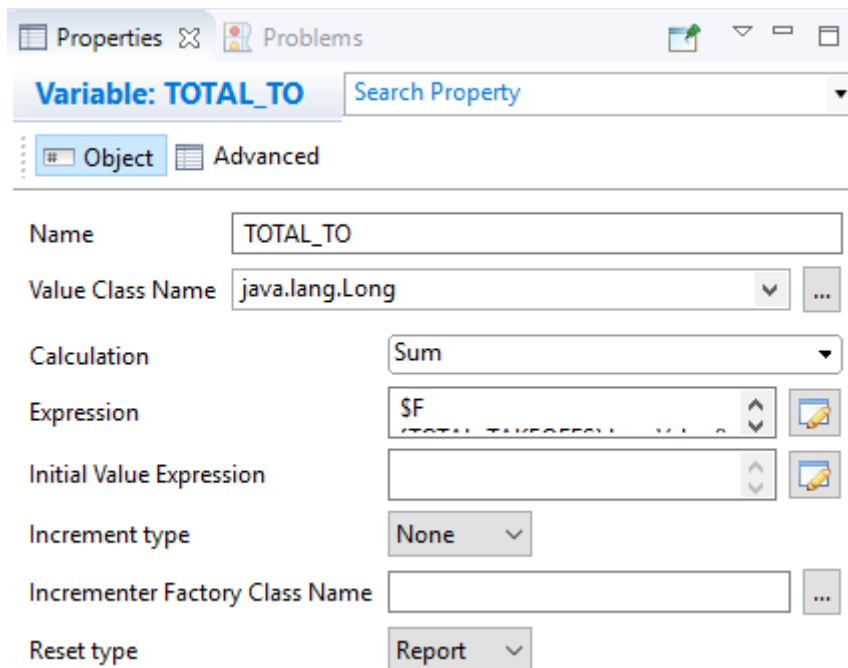 Properties Problems
Variable: TOTAL_TO Search Property
# Object Advanced
Name TOTAL_TO
Value Class Name java.lang.Long ...
Calculation Sum
Expression $F
Initial Value Expression
Increment type None
Incrementer Factory Class Name ...
Reset type Report